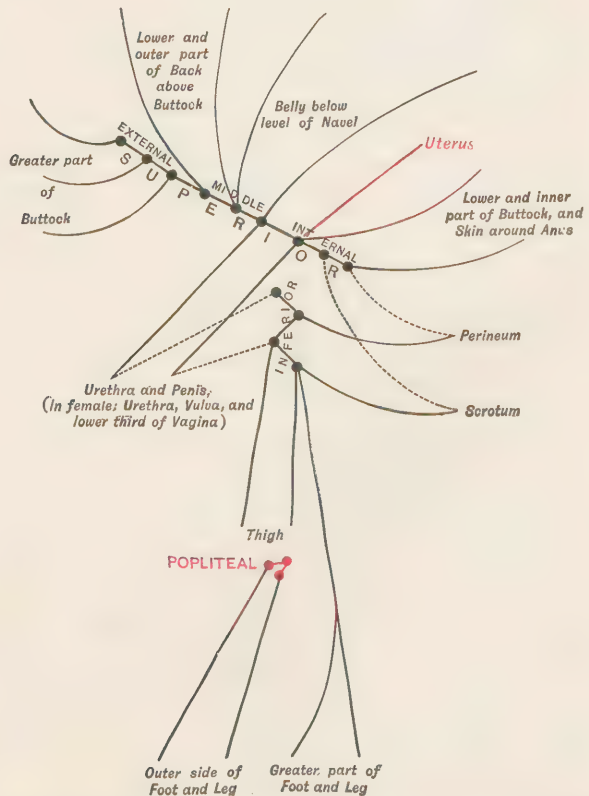 Lower and
outer part
of Back
above
Buttock
Belly below
level of Navel
Uterus
EXTERNAL
MIDDLE
INTERNAL
SUPERIOR
Greater part
of
Buttock
Lower and inner
part of Buttock, and
Skin around Anus
INFERIOR
Perineum
Urethra and Penis,
(In female; Urethra, Vulva, and
lower third of Vagina)
Scrotum
Thigh
POPLITEAL
Outer side of
Foot and Leg
Greater part of
Foot and Leg